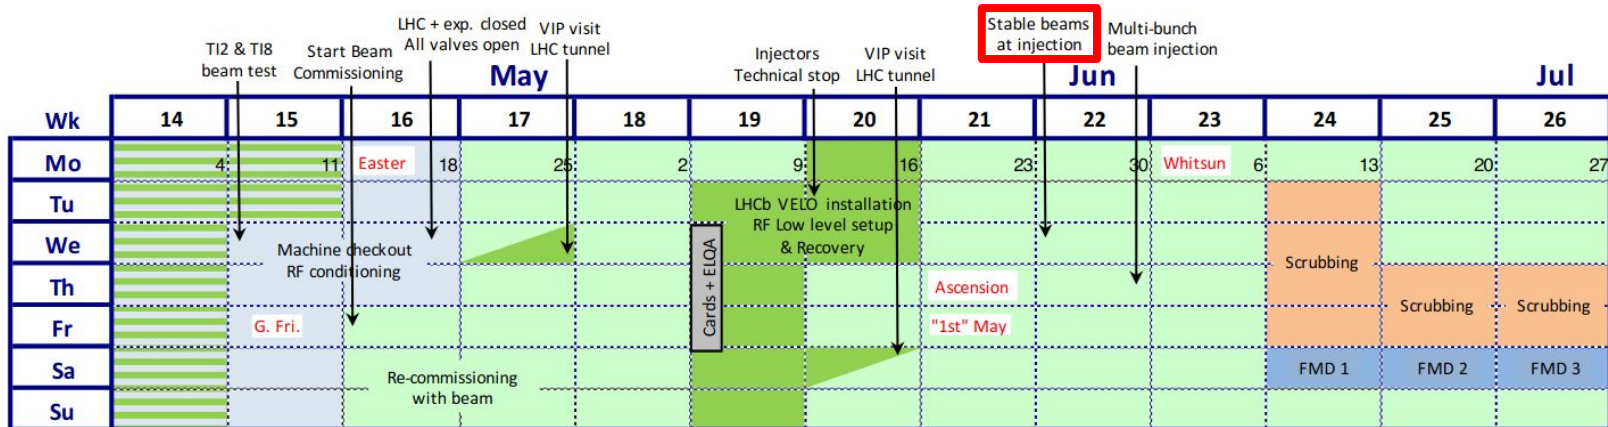 LHC + exp. closed
All valves open
VIP visit
LHC tunnel
Stable beams
at injection
Multi-bunch
beam injection
TI2 & TI8
beam test
Start Beam
Commissioning
Injectors
Technical stop
VIP visit
LHC tunnel
May
Jun
Jul
Wk 14 15 16 17 18 19 20 21 22 23 24 25 26
Mo 4 11 Easter 18 25 2 9 16 23 30 Whitsun 6 13 20 27
Tu
LHCb VELO installation
RF Low level setup
& Recovery
We
Machine checkout
RF conditioning
Cards + ELQA
Scrubbing
Th
Ascension
Scrubbing
Scrubbing
Fr
G. Fri.
"1st" May
Sa
Re-commissioning
with beam
FMD 1
FMD 2
FMD 3
Su